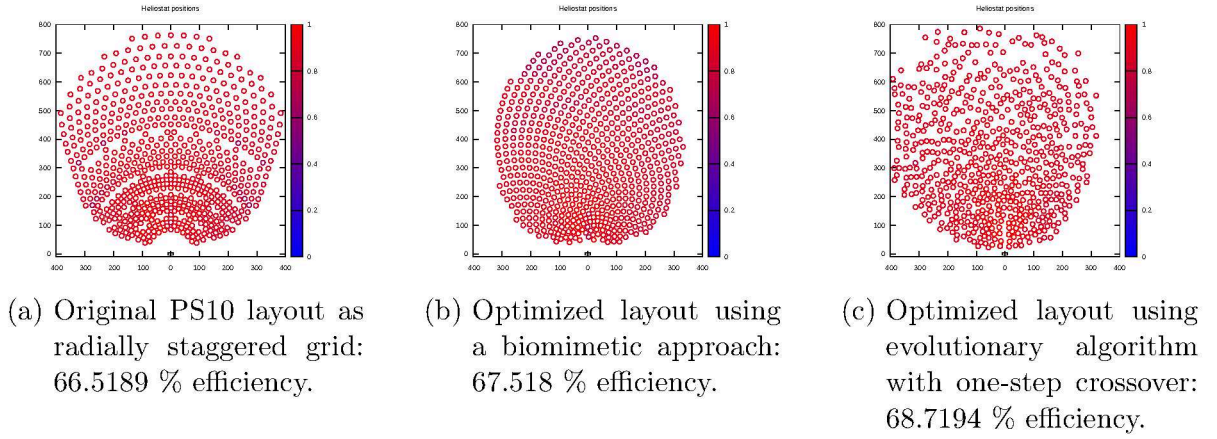 Heliostat positions
800
700
600
500
400
300
200
100
0
400 300 200 100 0 100 200 300 400
1
0.8
0.6
0.4
0.2
0
Heliostat positions
800
700
600
500
400
300
200
100
0
400 300 200 100 0 100 200 300 400
1
0.8
0.6
0.4
0.2
0
Heliostat positions
800
700
600
500
400
300
200
100
0
400 300 200 100 0 100 200 300 400
1
0.8
0.6
0.4
0.2
0
(a) Original PS10 layout as
radially staggered grid:
66.5189 % efficiency.
(b) Optimized layout using
a biomimetic approach:
67.518 % efficiency.
(c) Optimized layout using
evolutionary algorithm
with one-step crossover:
68.7194 % efficiency.